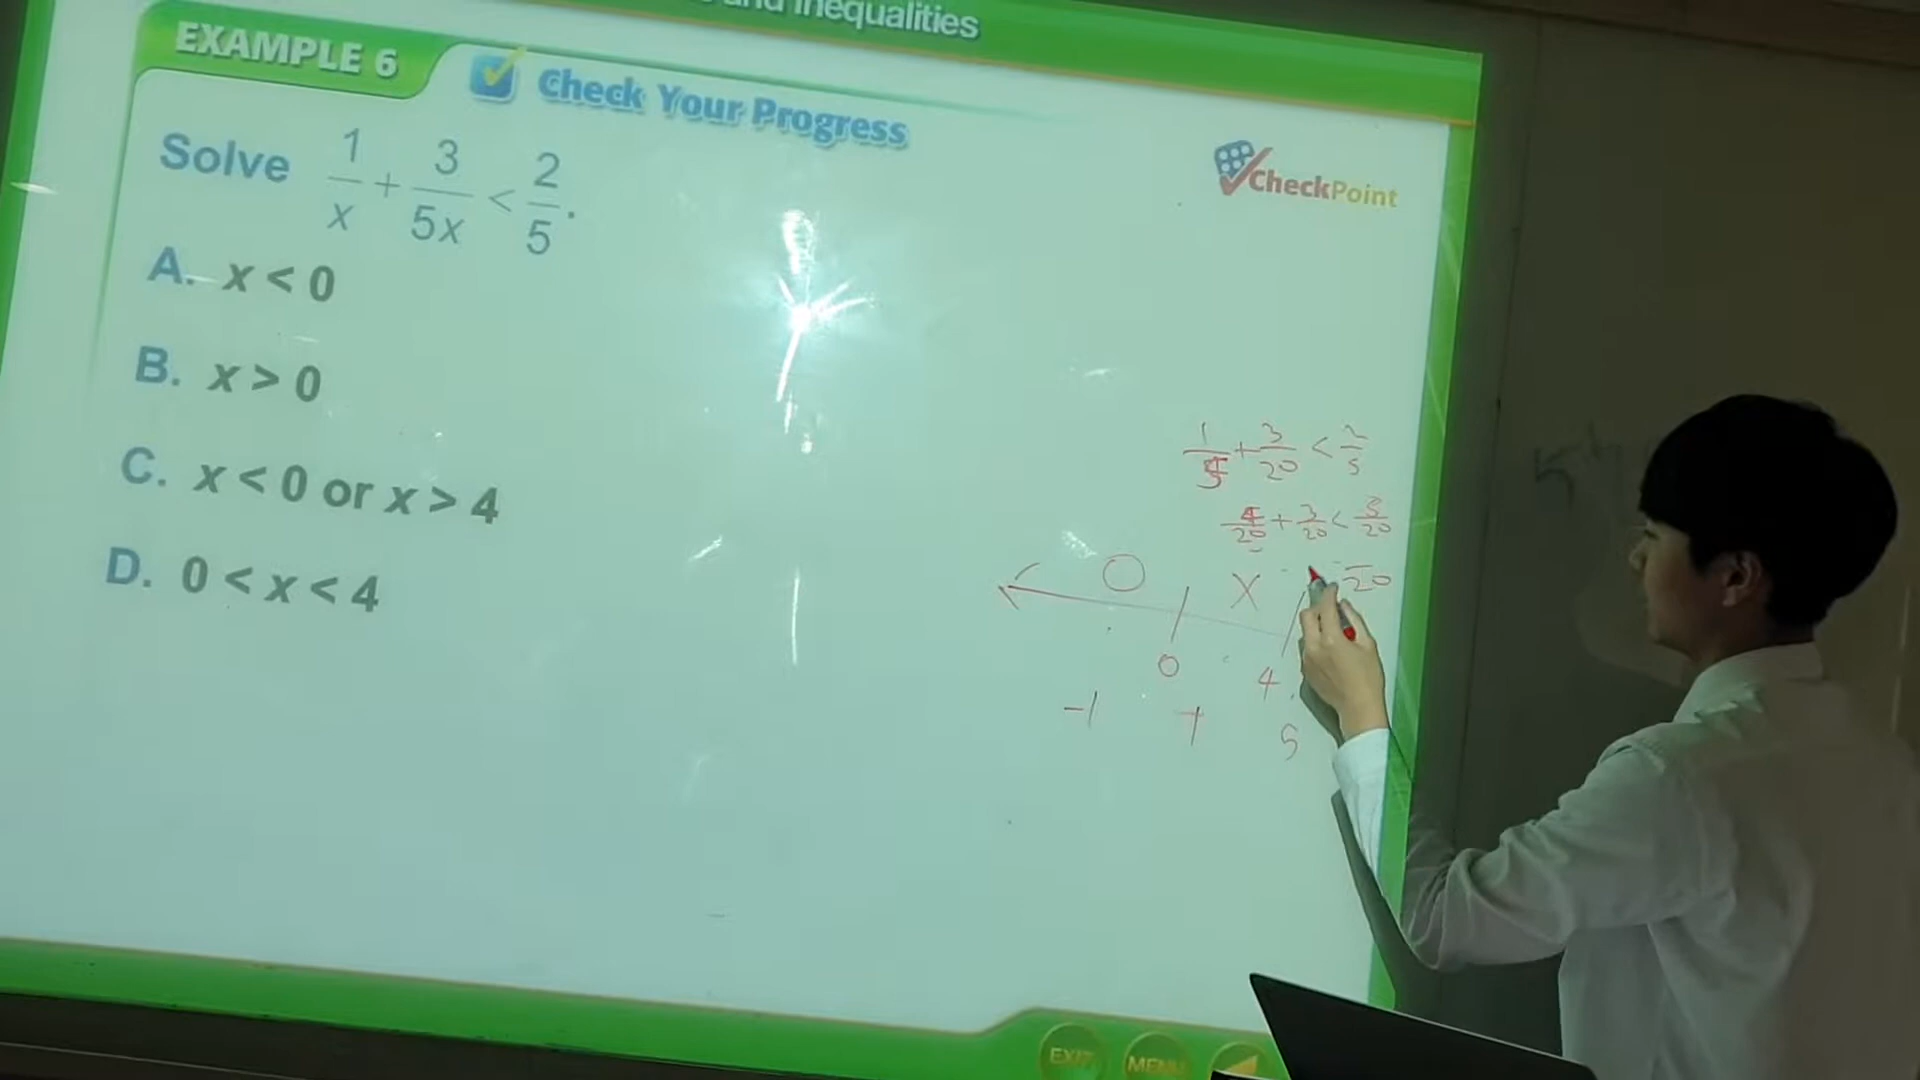 and Inequalities
EXAMPLE 6
Check Your Progress
CheckPoint
Solve 1/x + 3/5x < 2/5.
A. x < 0
B. x > 0
C. x < 0 or x > 4
D. 0 < x < 4
1/5 + 3/20 < 2/5
4/20 + 3/20 < 8/20
20
O X
0 4
-1 1 5
EXIT MENU